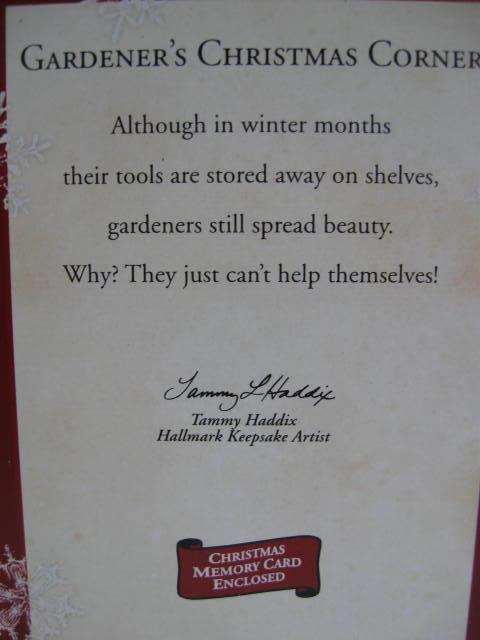 GARDENER'S CHRISTMAS CORNER
Although in winter months
their tools are stored away on shelves,
gardeners still spread beauty.
Why? They just can't help themselves!
Tammy L Haddix
Tammy Haddix
Hallmark Keepsake Artist
CHRISTMAS
MEMORY CARD
ENCLOSED